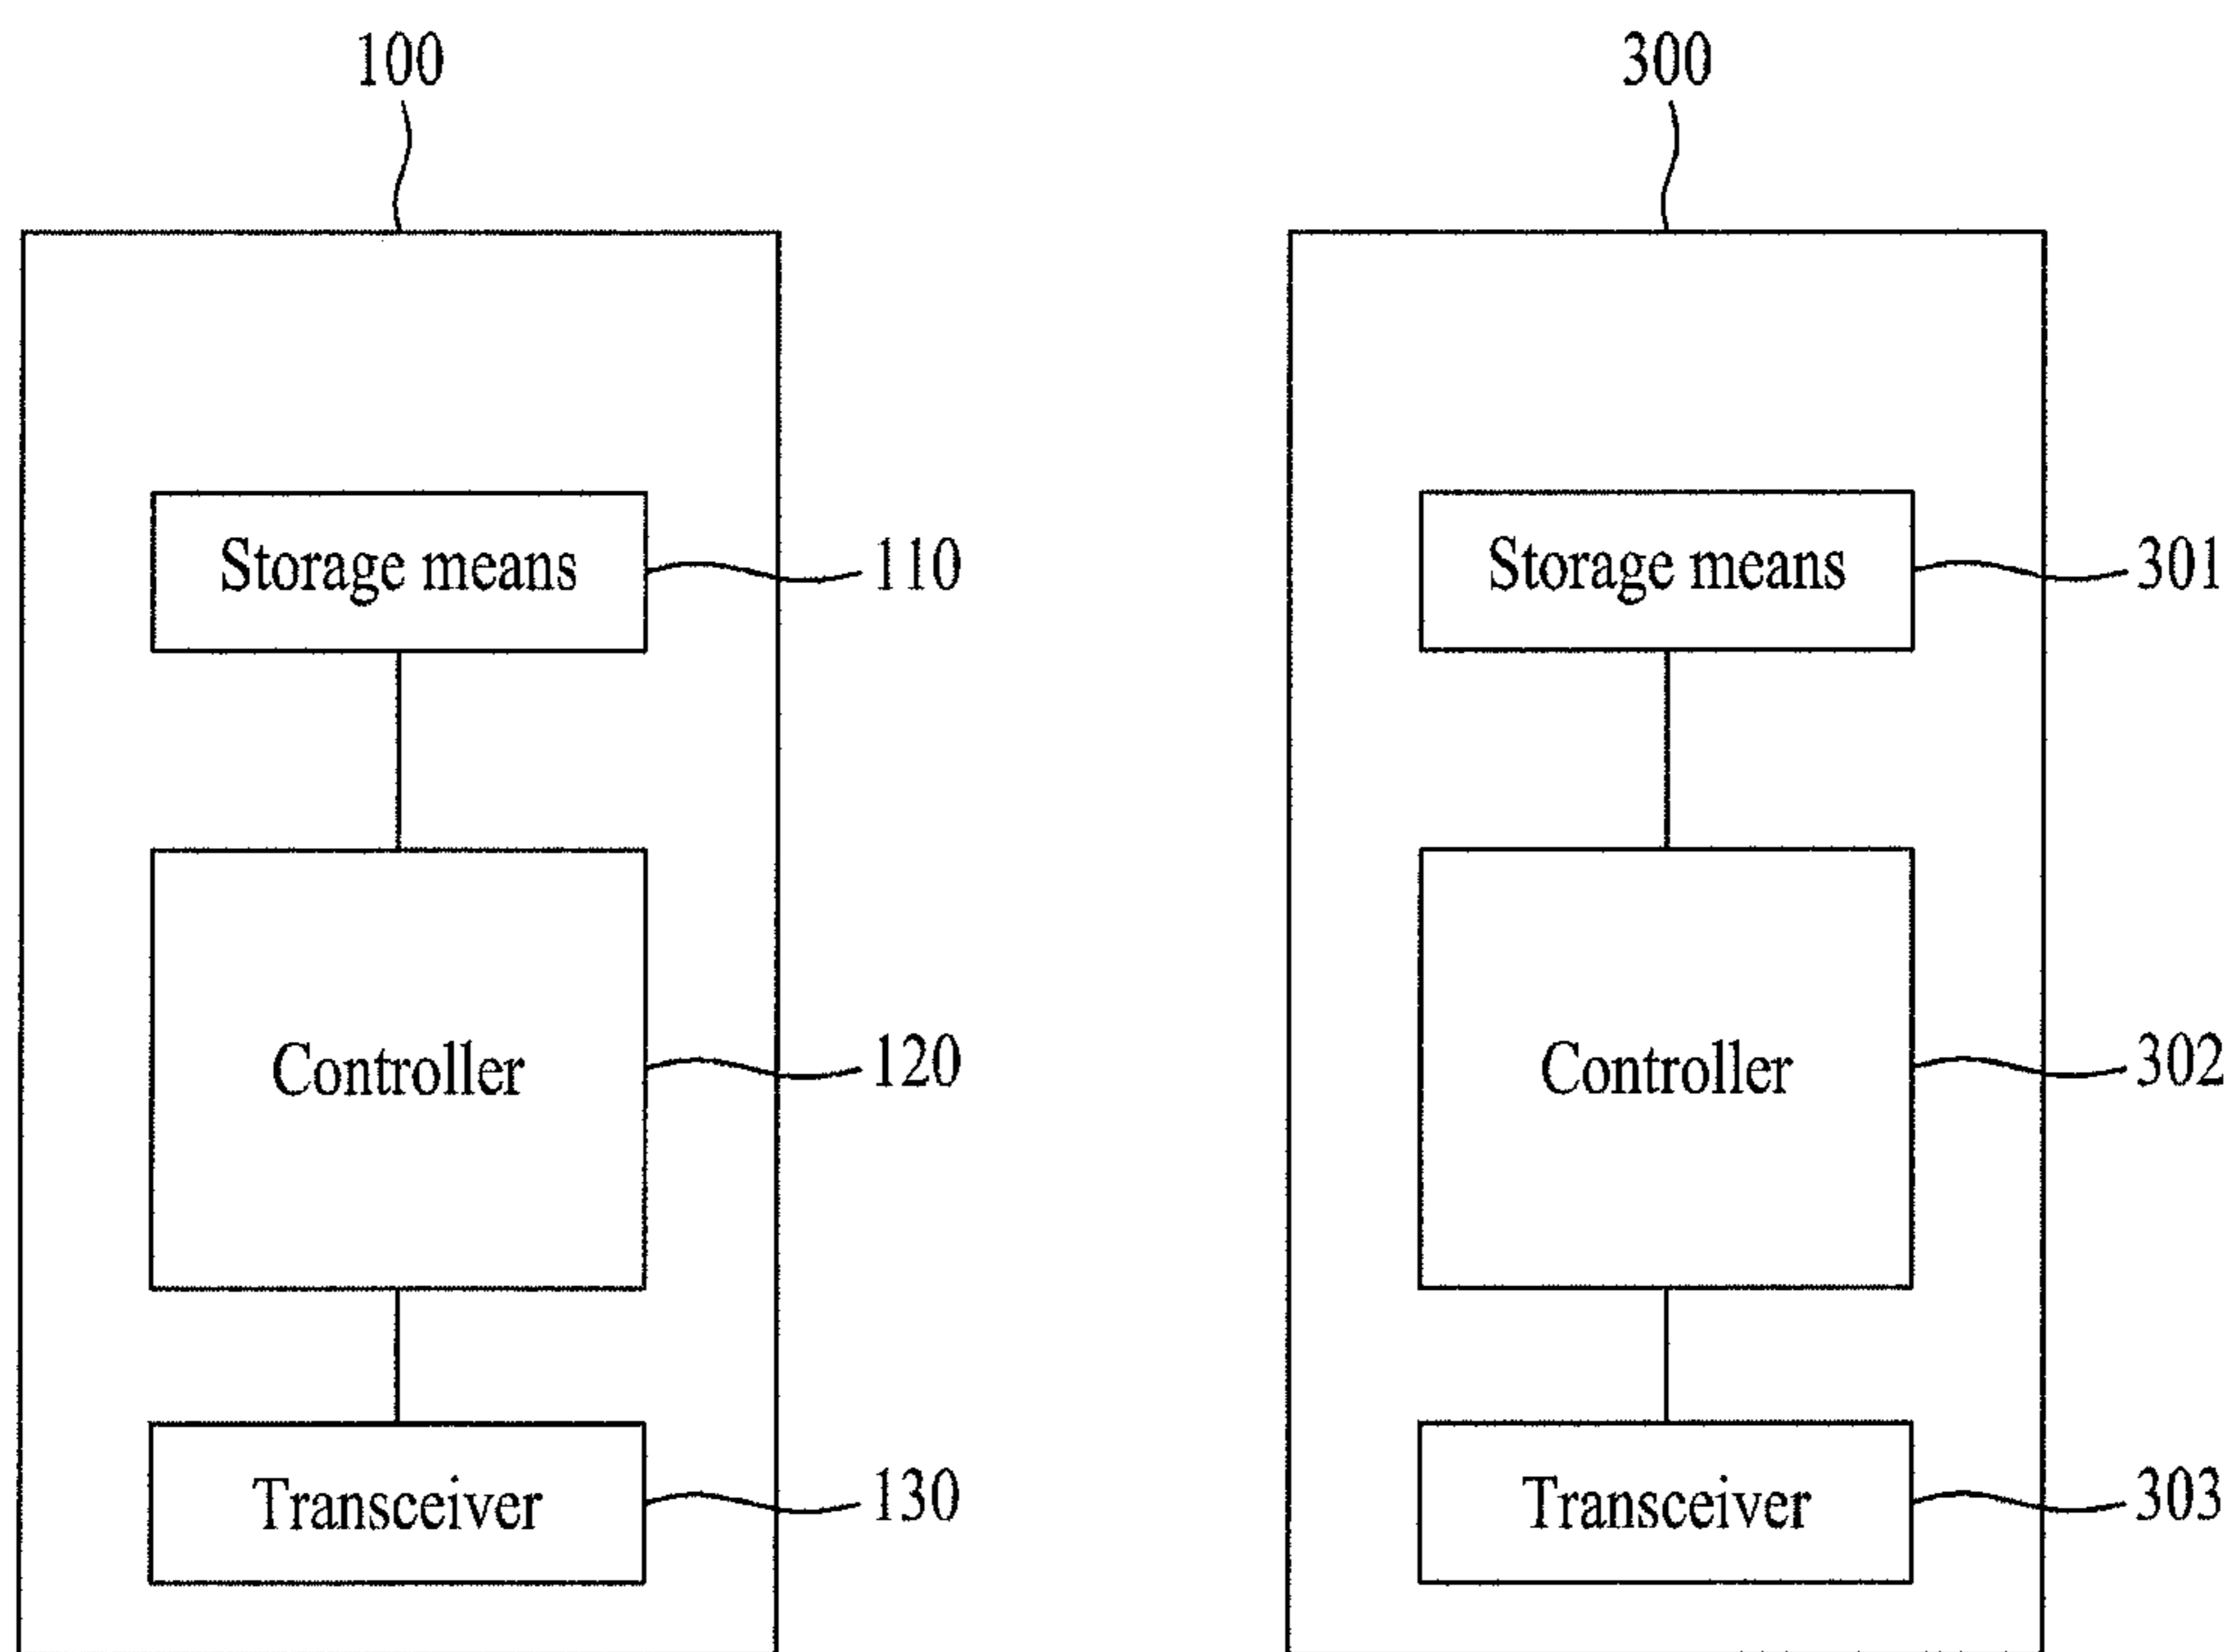 100
300
Storage means
110
Storage means
301
Controller
120
Controller
302
Transceiver
130
Transceiver
303